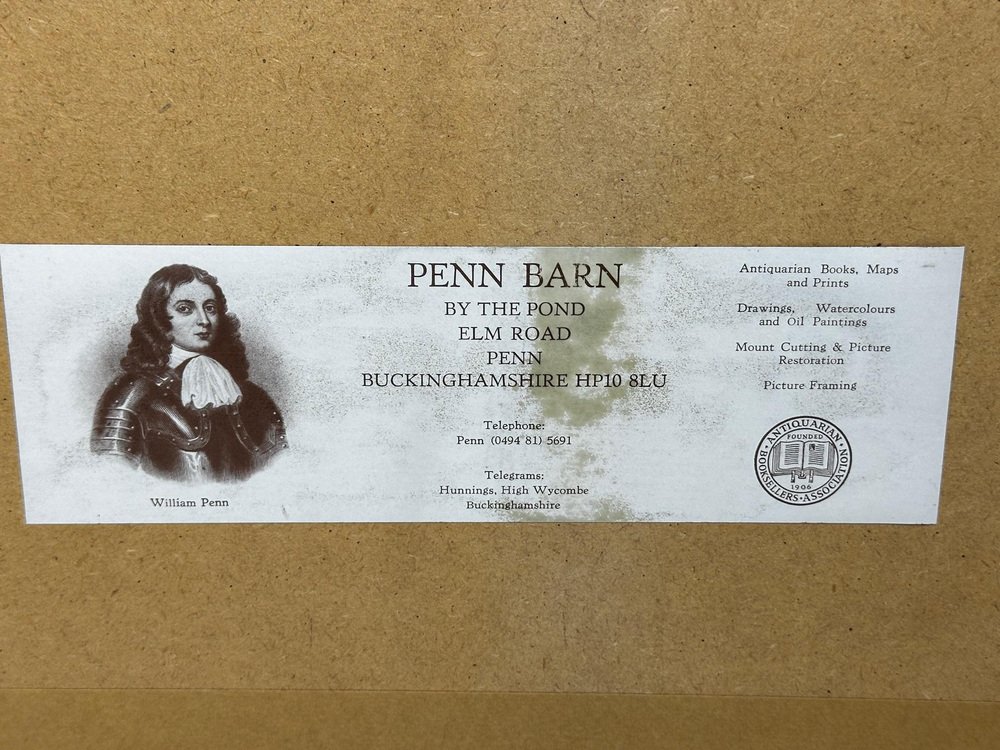 PENN BARN
BY THE POND
ELM ROAD
PENN
BUCKINGHAMSHIRE HP10 8LU
Telephone:
Penn (0494 81) 5691
Telegrams:
Hunnings, High Wycombe
Buckinghamshire
William Penn
Antiquarian Books, Maps
and Prints
Drawings, Watercolours
and Oil Paintings
Mount Cutting & Picture
Restoration
Picture Framing
ANTIQUARIAN
BOOKSELLERS · ASSOCIATION
FOUNDED
1906